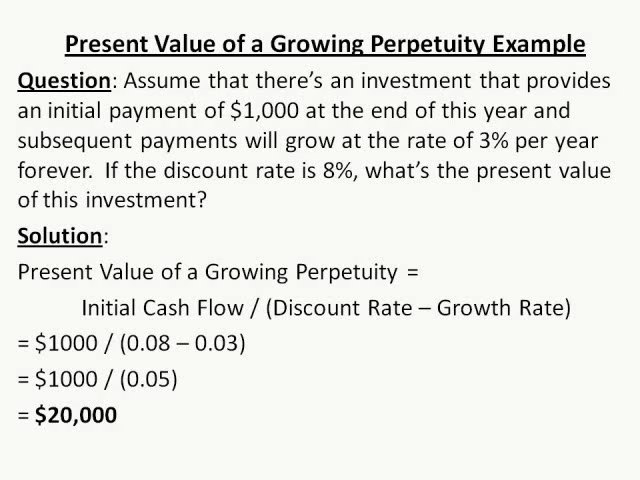 Present Value of a Growing Perpetuity Example
Question: Assume that there’s an investment that provides
an initial payment of $1,000 at the end of this year and
subsequent payments will grow at the rate of 3% per year
forever.  If the discount rate is 8%, what’s the present value
of this investment?
Solution:
Present Value of a Growing Perpetuity =
Initial Cash Flow / (Discount Rate – Growth Rate)
= $1000 / (0.08 – 0.03)
= $1000 / (0.05)
= $20,000